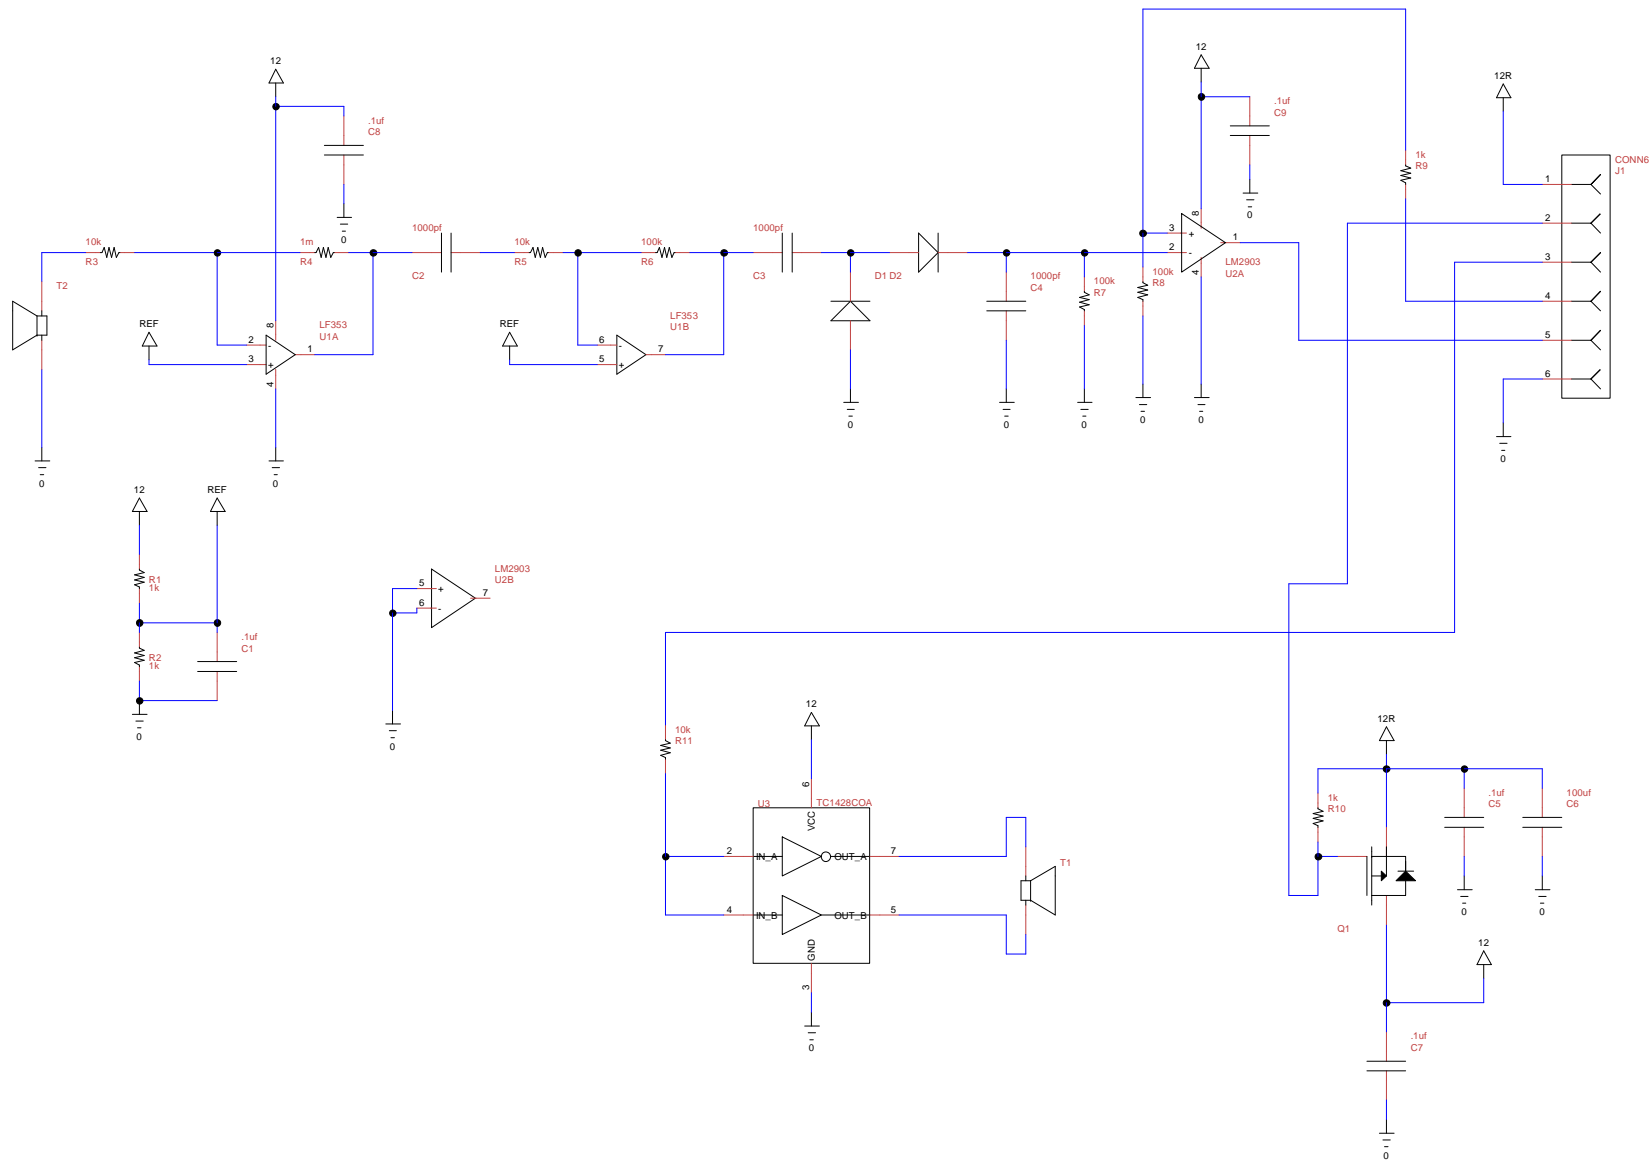 12
.1uf
C8
0
10k
R3
1m
R4
1000pf
C2
10k
R5
100k
R6
1000pf
C3
D1 D2
1000pf
C4
100k
R7
100k
R8
12
.1uf
C9
0
8
3
+
2
-
1
4
LM2903
U2A
1k
R9
12R
CONN6
J1
1
2
3
4
5
6
0
T2
REF
8
2
-
3
+
1
4
LF353
U1A
REF
6
-
5
+
7
LF353
U1B
0
0
0
0
0
0
0
12
REF
R1
1k
R2
1k
.1uf
C1
0
LM2903
U2B
5
+
6
-
7
0
10k
R11
12
6
U3
TC1428COA
VCC
2
IN_A
OUT_A
7
4
IN_B
OUT_B
5
GND
3
0
T1
12R
1k
R10
.1uf
C5
100uf
C6
0
0
Q1
12
.1uf
C7
0